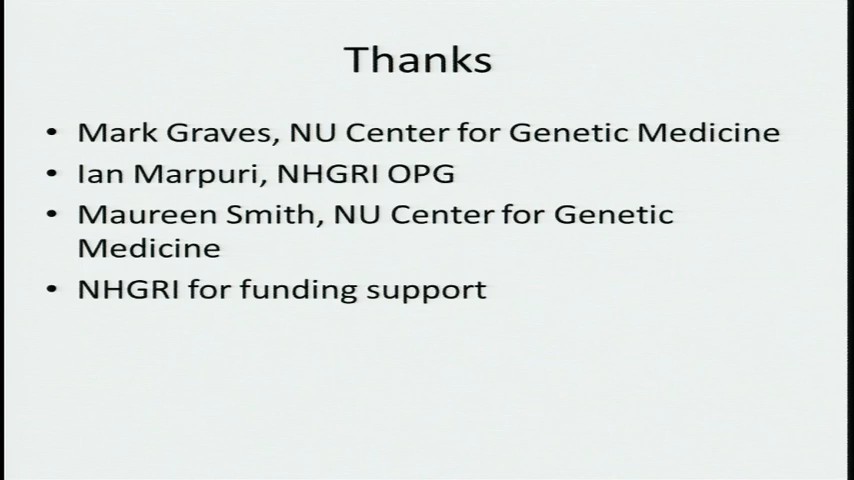 Thanks
• Mark Graves, NU Center for Genetic Medicine
• Ian Marpuri, NHGRI OPG
• Maureen Smith, NU Center for Genetic
Medicine
• NHGRI for funding support